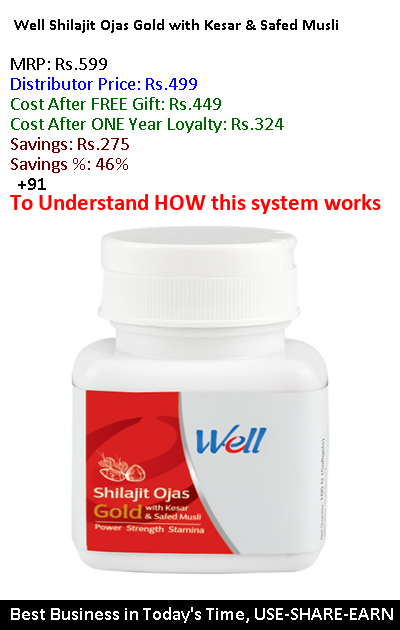 Well Shilajit Ojas Gold with Kesar & Safed Musli
MRP: Rs.599
Distributor Price: Rs.499
Cost After FREE Gift: Rs.449
Cost After ONE Year Loyalty: Rs.324
Savings: Rs.275
Savings %: 46%
+91
To Understand HOW this system works
Well
Shilajit Ojas
Gold with Kesar
& Safed Musli
Power Strength Stamina
Best Business in Today's Time, USE-SHARE-EARN